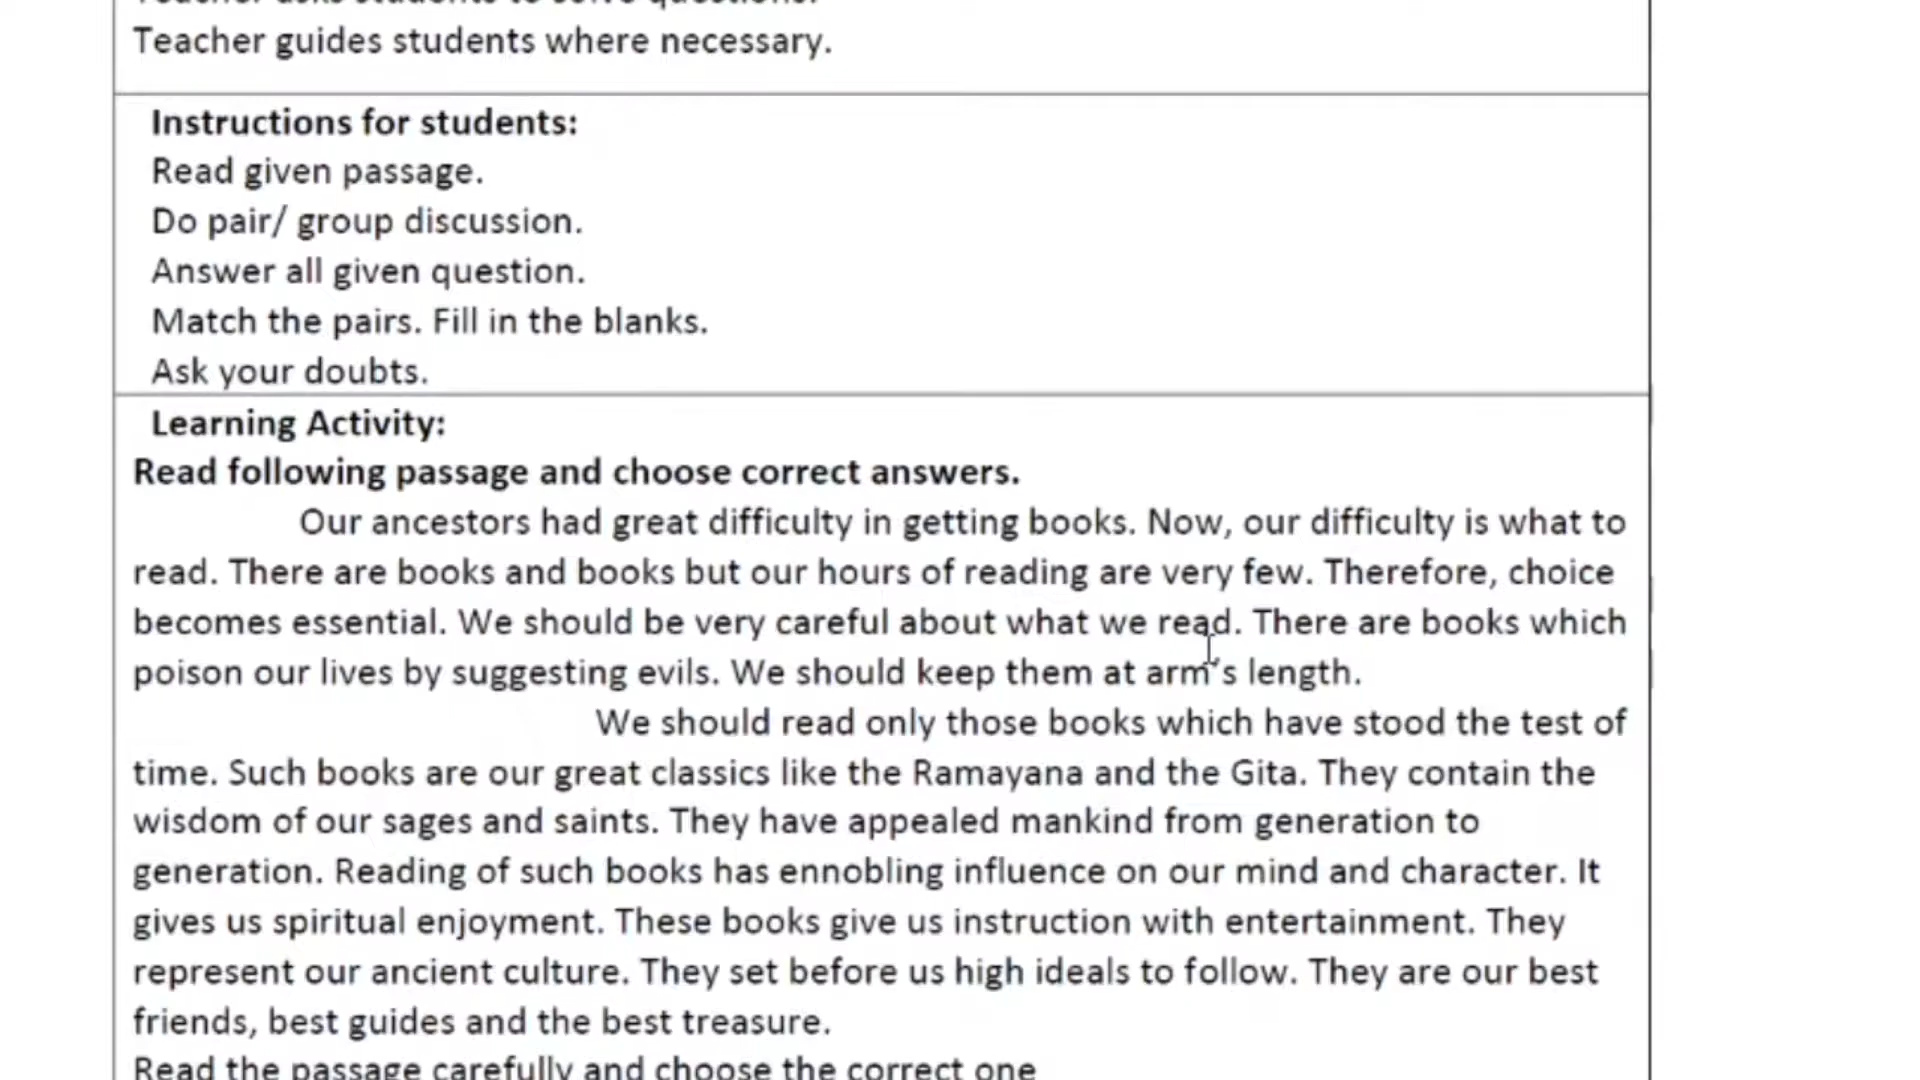 Teacher asks students to solve questions.
Teacher guides students where necessary.
Instructions for students:
Read given passage.
Do pair/ group discussion.
Answer all given question.
Match the pairs. Fill in the blanks.
Ask your doubts.
Learning Activity:
Read following passage and choose correct answers.
Our ancestors had great difficulty in getting books. Now, our difficulty is what to
read. There are books and books but our hours of reading are very few. Therefore, choice
becomes essential. We should be very careful about what we read. There are books which
poison our lives by suggesting evils. We should keep them at arm's length.
We should read only those books which have stood the test of
time. Such books are our great classics like the Ramayana and the Gita. They contain the
wisdom of our sages and saints. They have appealed mankind from generation to
generation. Reading of such books has ennobling influence on our mind and character. It
gives us spiritual enjoyment. These books give us instruction with entertainment. They
represent our ancient culture. They set before us high ideals to follow. They are our best
friends, best guides and the best treasure.
Read the passage carefully and choose the correct one